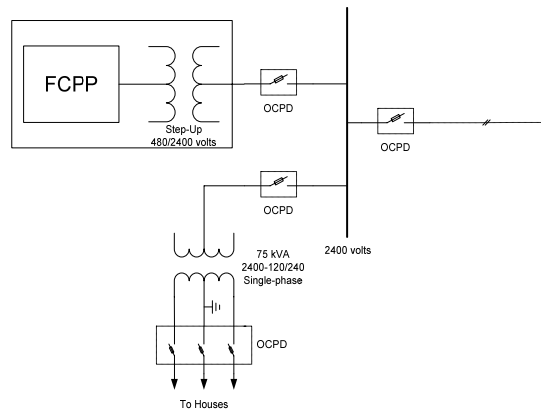 FCPP
Step-Up
480/2400 volts
OCPD
OCPD
OCPD
75 kVA
2400-120/240
Single-phase
2400 volts
OCPD
To Houses